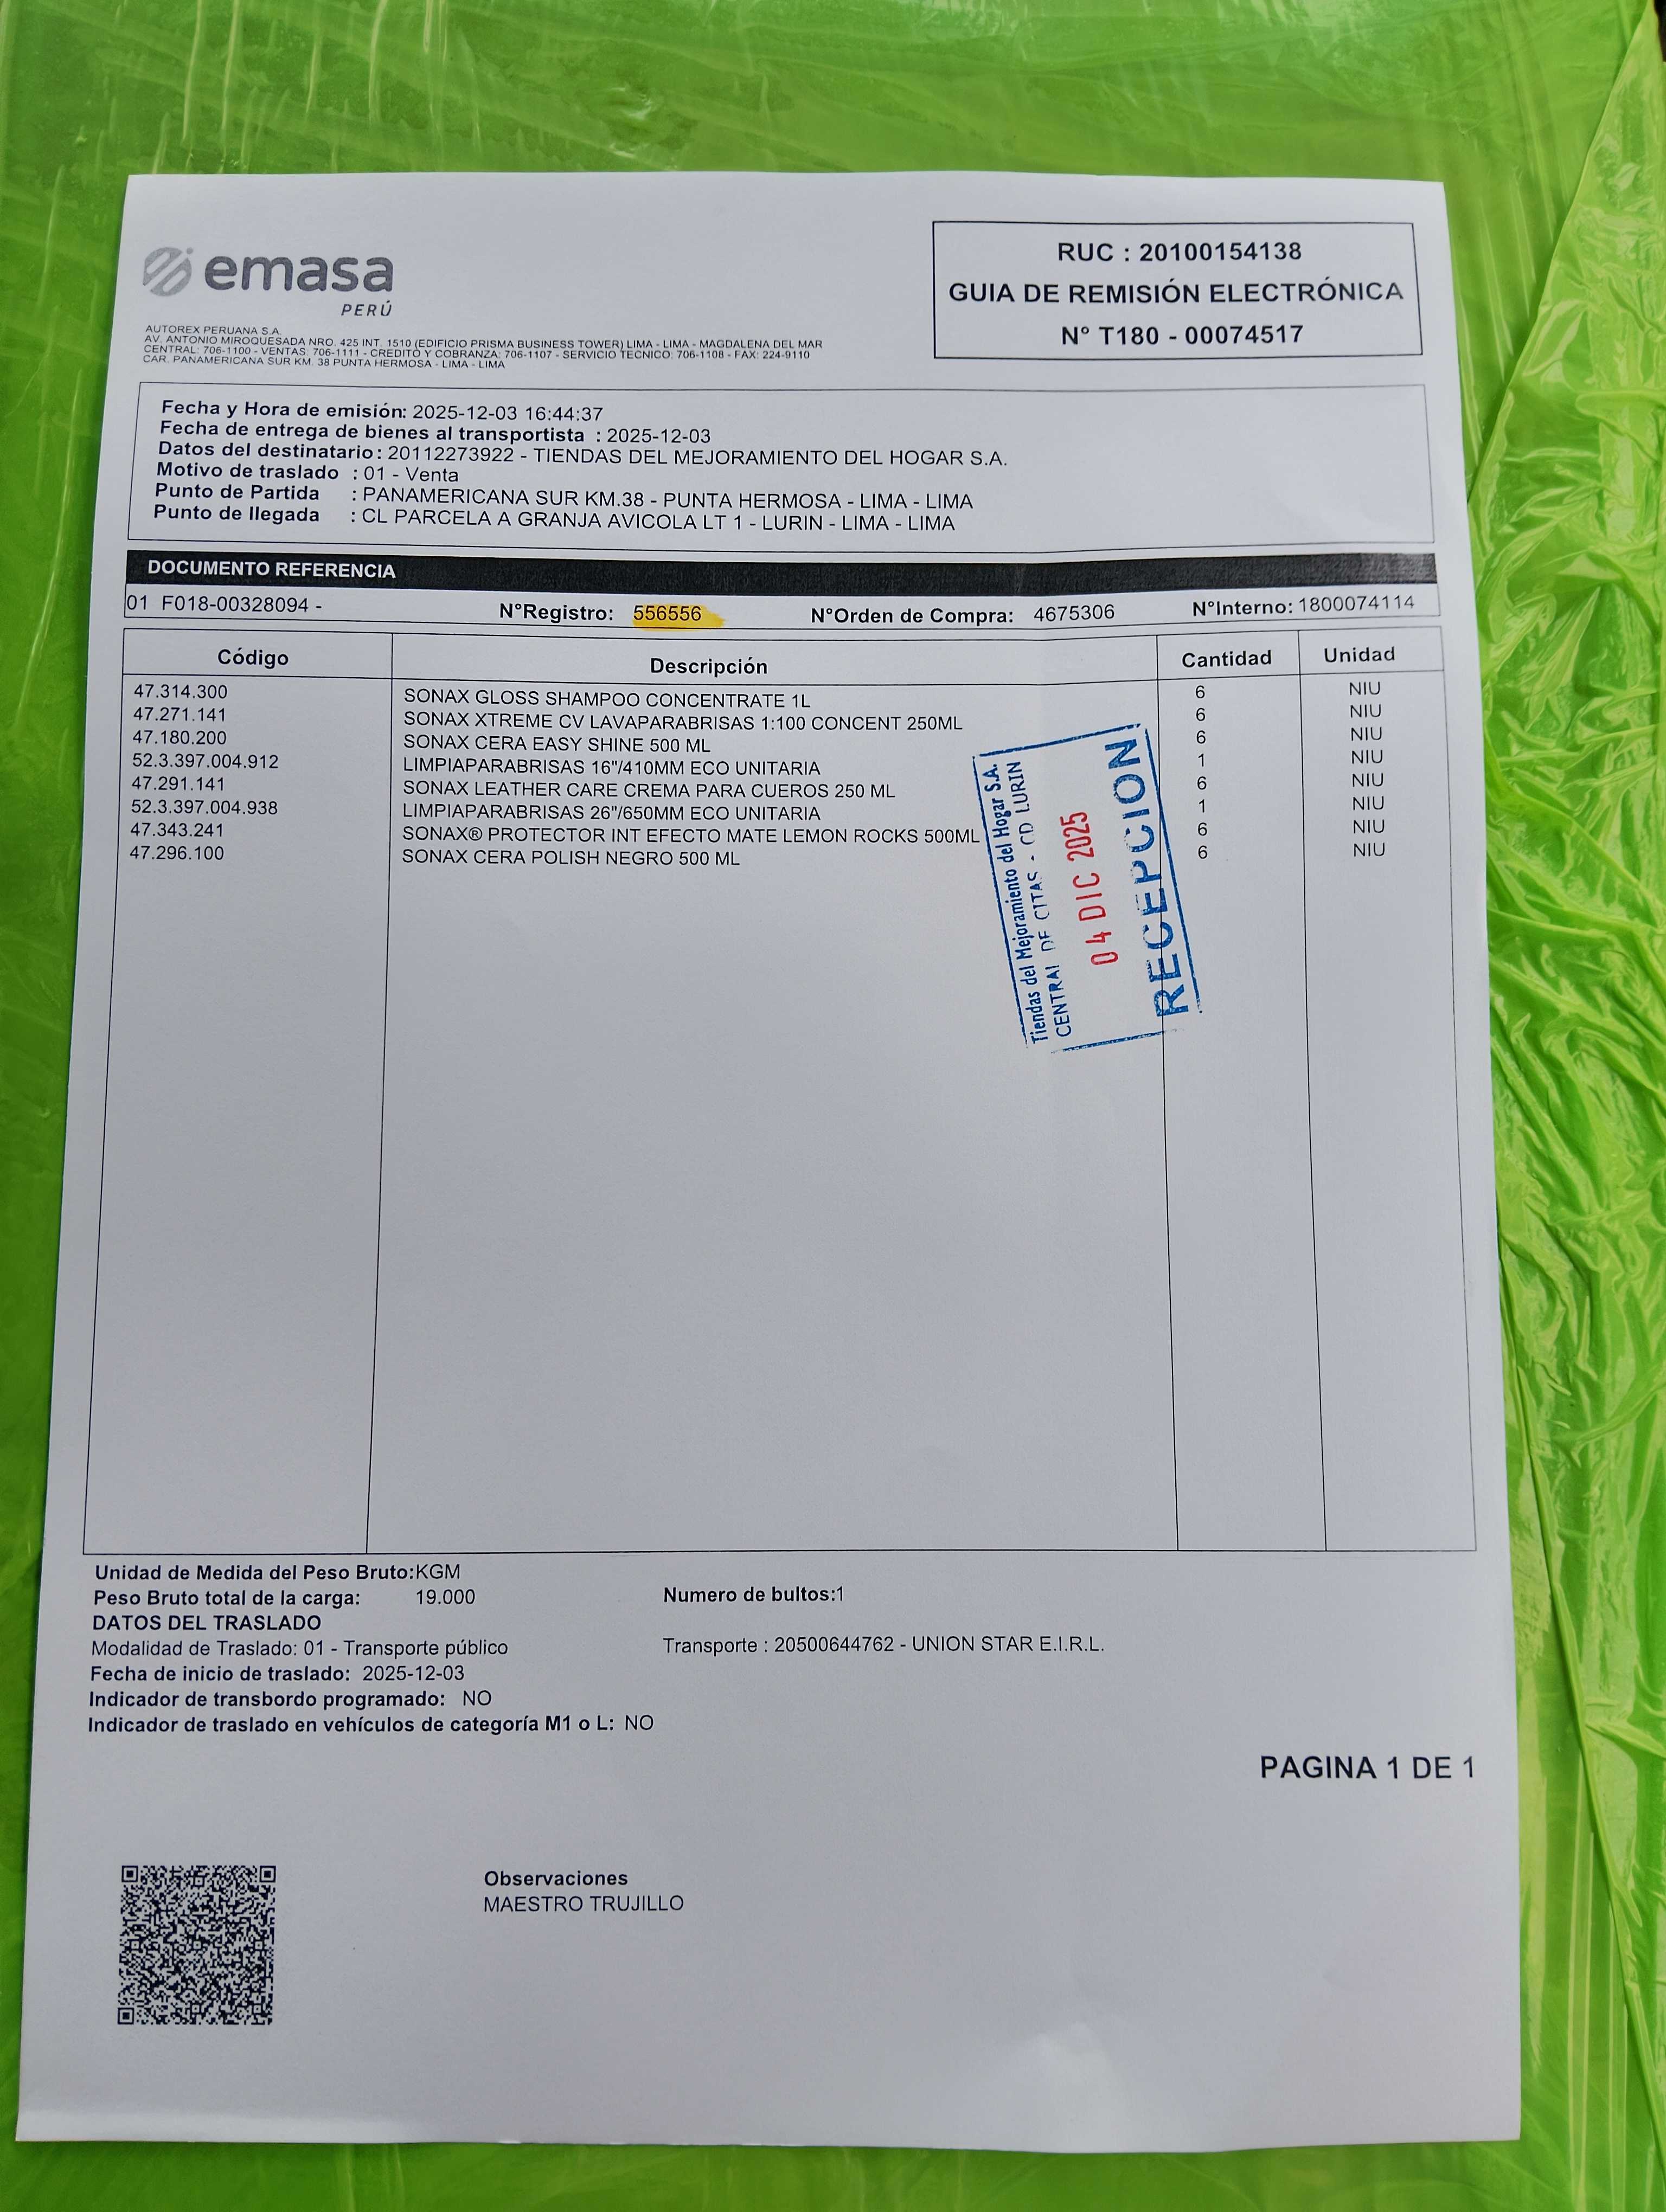 emasa
PERÚ
AUTOREX PERUANA S.A.
AV. ANTONIO MIROQUESADA NRO. 425 INT. 1510 (EDIFICIO PRISMA BUSINESS TOWER) LIMA - LIMA - MAGDALENA DEL MAR
CENTRAL: 706-1100 - VENTAS: 706-1111 - CREDITO Y COBRANZA: 706-1107 - SERVICIO TECNICO: 706-1108 - FAX: 224-9110
CAR. PANAMERICANA SUR KM. 38 PUNTA HERMOSA - LIMA - LIMA
RUC : 20100154138
GUIA DE REMISIÓN ELECTRÓNICA
N° T180 - 00074517
Fecha y Hora de emisión: 2025-12-03 16:44:37
Fecha de entrega de bienes al transportista : 2025-12-03
Datos del destinatario: 20112273922 - TIENDAS DEL MEJORAMIENTO DEL HOGAR S.A.
Motivo de traslado : 01 - Venta
Punto de Partida : PANAMERICANA SUR KM.38 - PUNTA HERMOSA - LIMA - LIMA
Punto de llegada : CL PARCELA A GRANJA AVICOLA LT 1 - LURIN - LIMA - LIMA
DOCUMENTO REFERENCIA
01 F018-00328094 - N°Registro: 556556 N°Orden de Compra: 4675306 N°Interno: 1800074114
Código Descripción Cantidad Unidad
47.314.300 SONAX GLOSS SHAMPOO CONCENTRATE 1L 6 NIU
47.271.141 SONAX XTREME CV LAVAPARABRISAS 1:100 CONCENT 250ML 6 NIU
47.180.200 SONAX CERA EASY SHINE 500 ML 6 NIU
52.3.397.004.912 LIMPIAPARABRISAS 16"/410MM ECO UNITARIA 1 NIU
47.291.141 SONAX LEATHER CARE CREMA PARA CUEROS 250 ML 6 NIU
52.3.397.004.938 LIMPIAPARABRISAS 26"/650MM ECO UNITARIA 1 NIU
47.343.241 SONAX® PROTECTOR INT EFECTO MATE LEMON ROCKS 500ML 6 NIU
47.296.100 SONAX CERA POLISH NEGRO 500 ML 6 NIU
Tiendas del Mejoramiento del Hogar S.A.
CENTRAL DE CITAS - CD LURIN
04 DIC 2025
RECEPCION
Unidad de Medida del Peso Bruto:KGM
Peso Bruto total de la carga: 19.000 Numero de bultos:1
DATOS DEL TRASLADO
Modalidad de Traslado: 01 - Transporte público Transporte : 20500644762 - UNION STAR E.I.R.L.
Fecha de inicio de traslado: 2025-12-03
Indicador de transbordo programado: NO
Indicador de traslado en vehículos de categoría M1 o L: NO
PAGINA 1 DE 1
Observaciones
MAESTRO TRUJILLO